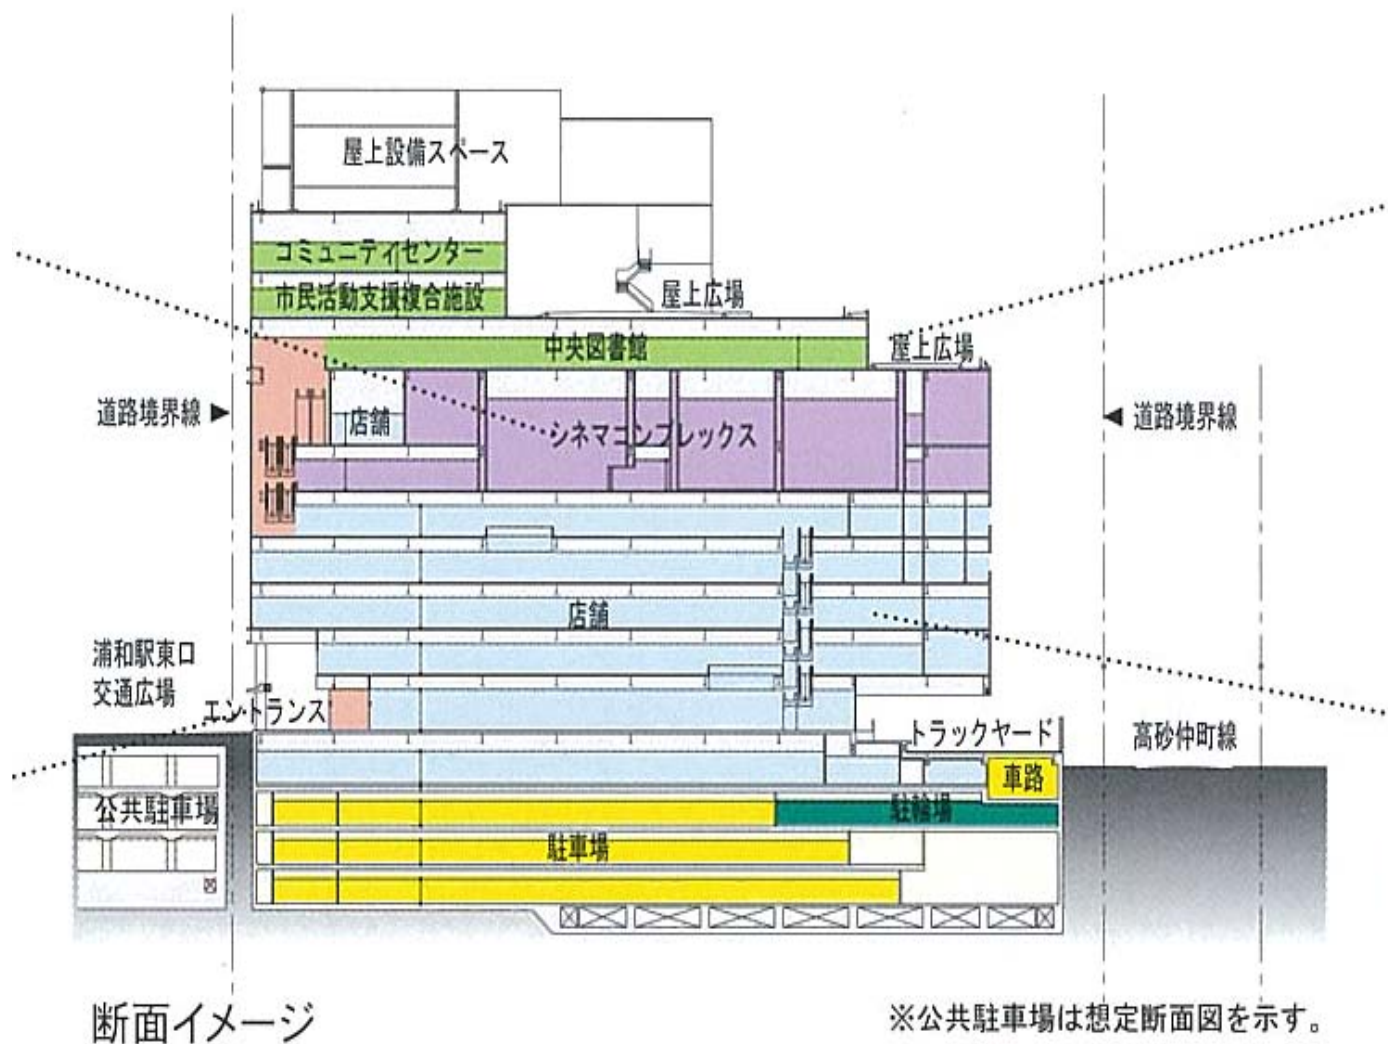 屋上設備スペース
コミュニティセンター
市民活動支援複合施設
屋上広場
中央図書館
屋上広場
道路境界線
店舗
シネマコンプレックス
道路境界線
店舗
浦和駅東口
交通広場
エントランス
トラックヤード
高砂仲町線
車路
公共駐車場
駐輪場
駐車場
断面イメージ
※公共駐車場は想定断面図を示す。